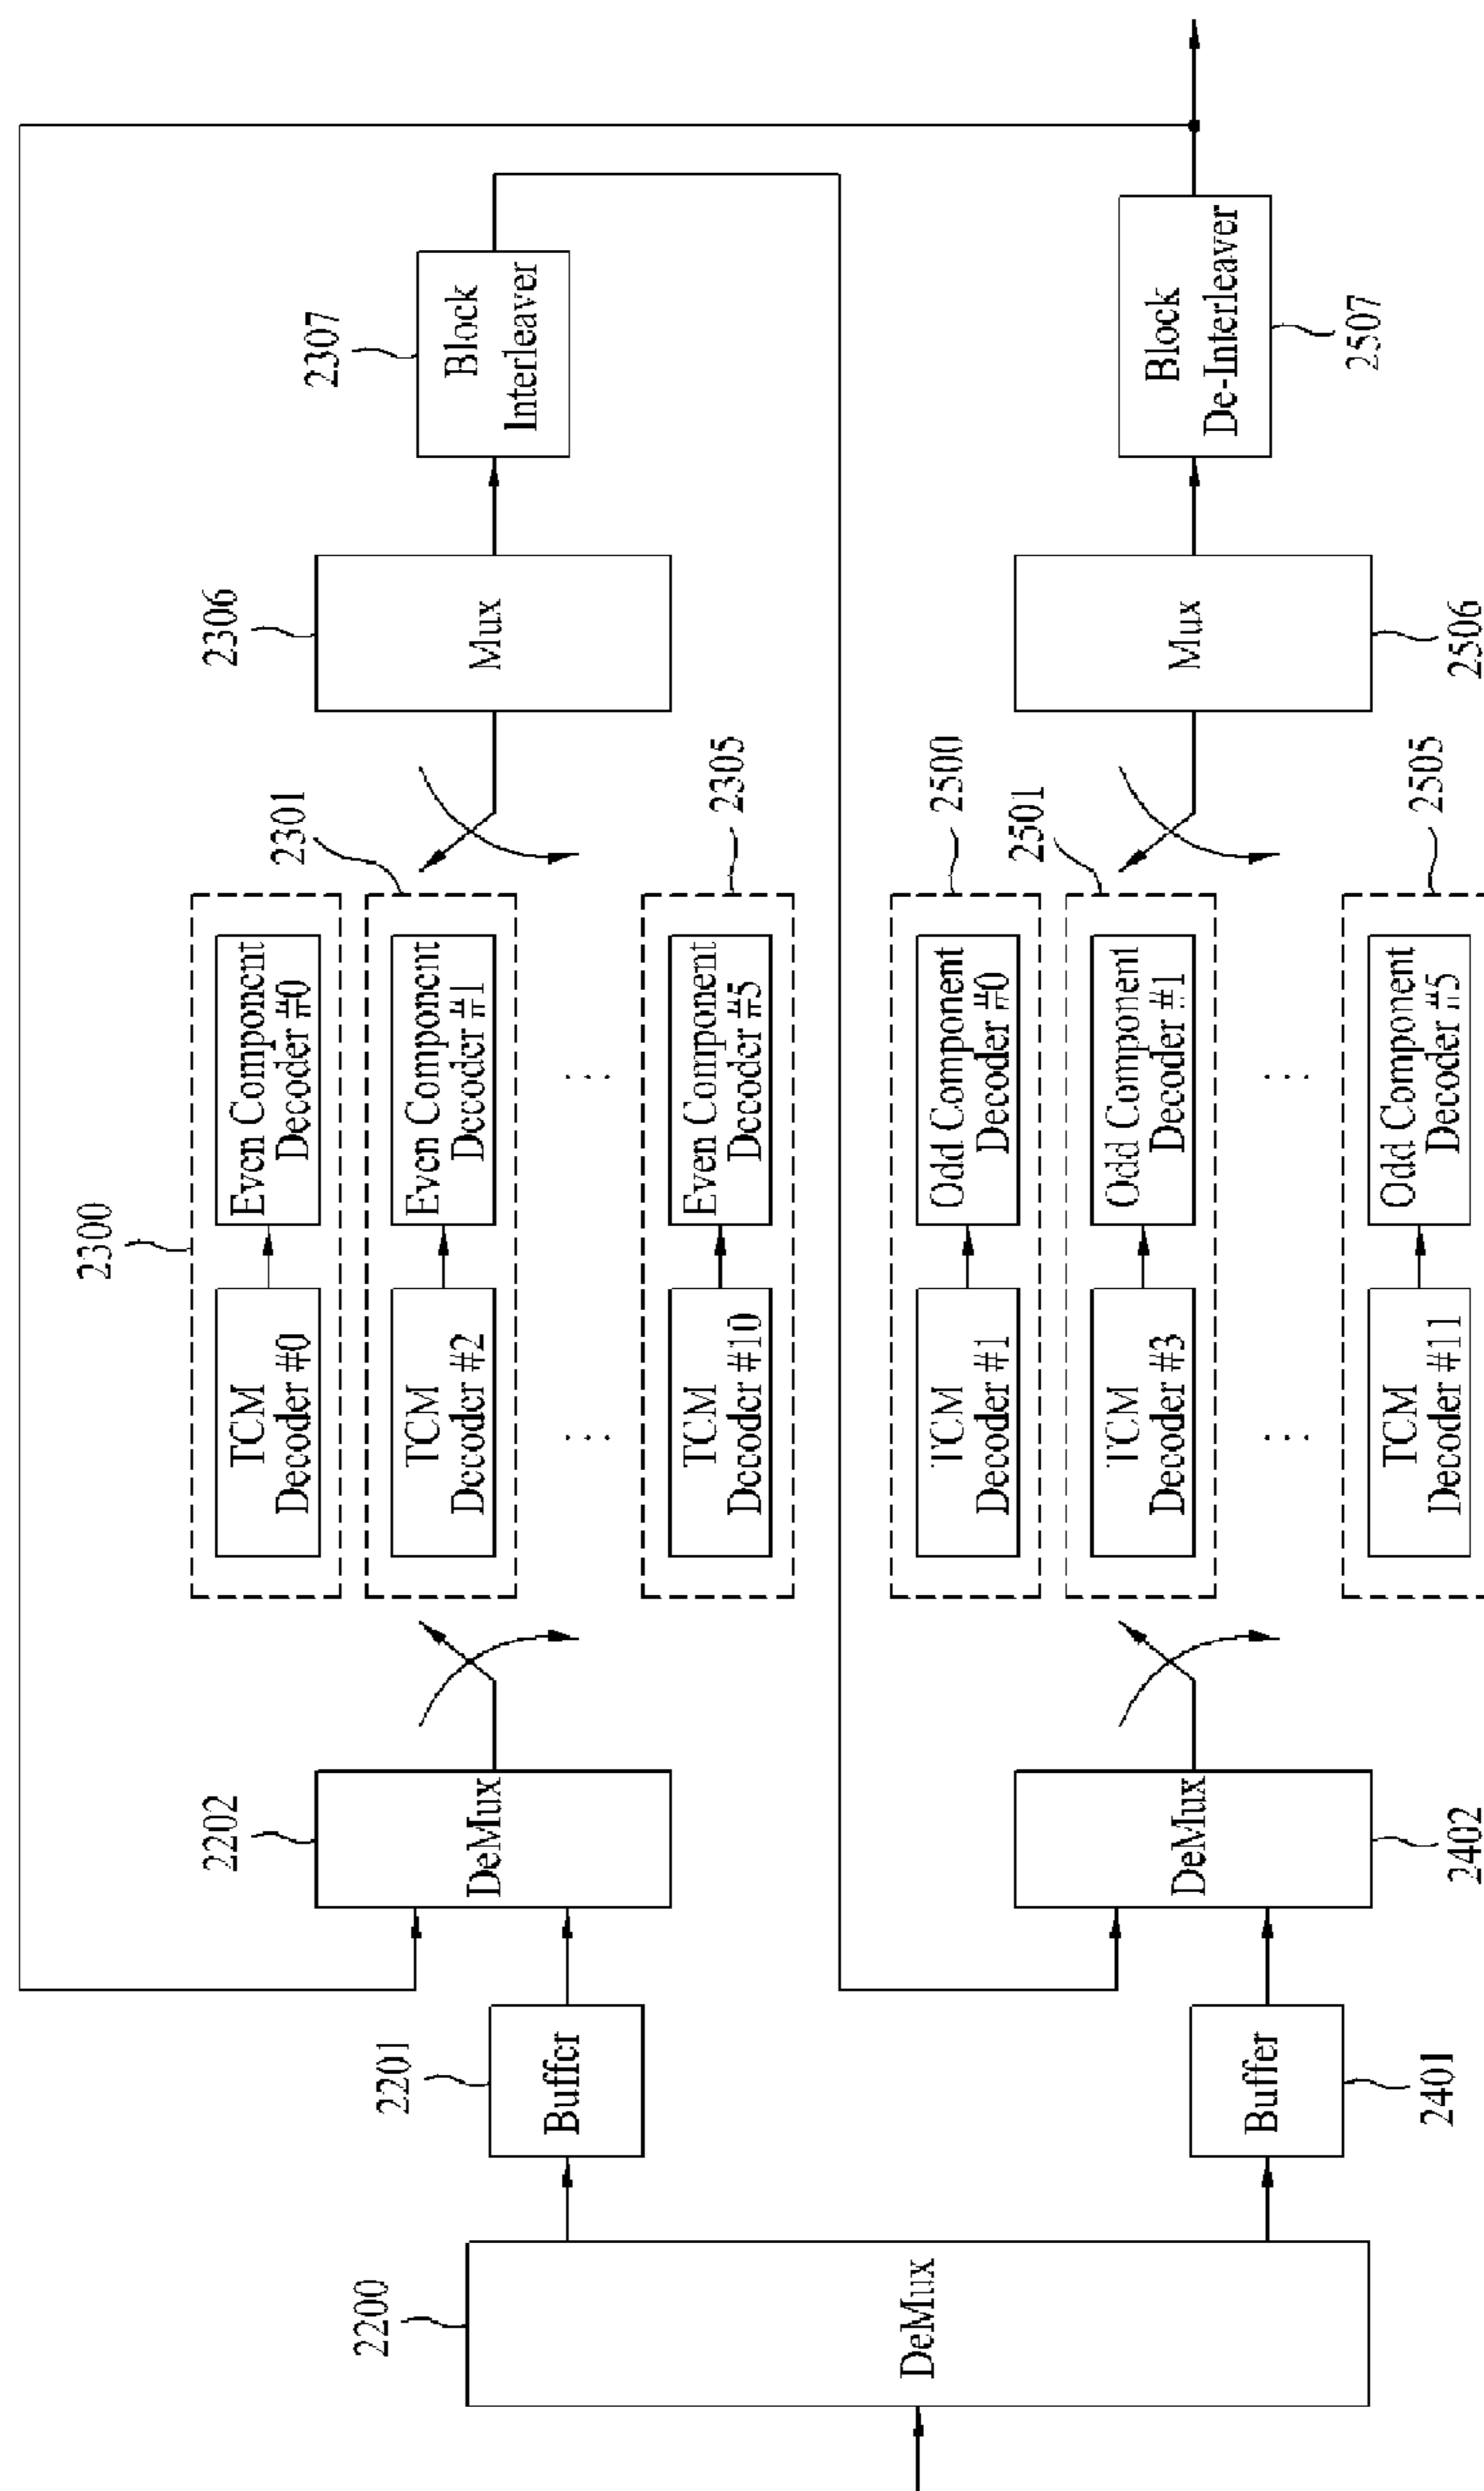 2300
2307
2306
2202
2201
2200
TCM
Decoder #0
Even Component
Decoder #0
2301
TCM
Decoder #2
Even Component
Decoder #1
⋮
⋮
TCM
Decoder #10
Even Component
Decoder #5
2305
DeMux
Buffer
DeMux
Mux
Block
Interleaver
TCM
Decoder #1
Odd Component
Decoder #0
2500
TCM
Decoder #3
Odd Component
Decoder #1
2501
⋮
⋮
TCM
Decoder #11
Odd Component
Decoder #5
2505
DeMux
Buffer
Mux
Block
De-Interleaver
2401
2402
2506
2507